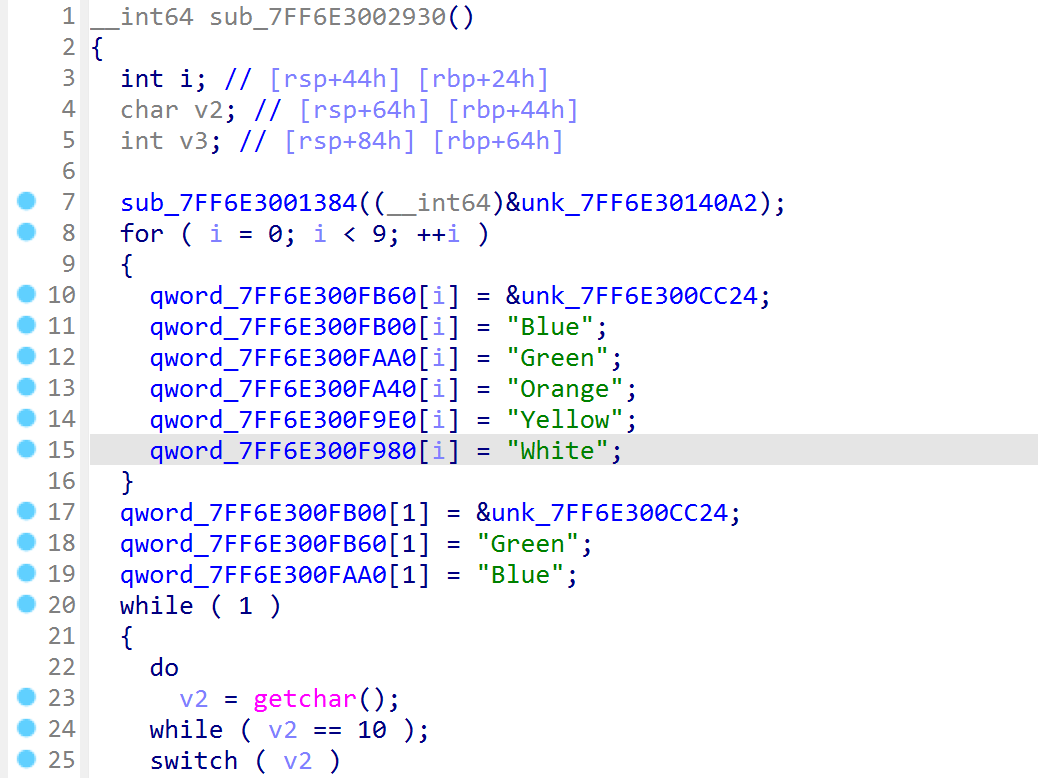 1 __int64 sub_7FF6E3002930()
2 {
3 int i; // [rsp+44h] [rbp+24h]
4 char v2; // [rsp+64h] [rbp+44h]
5 int v3; // [rsp+84h] [rbp+64h]
6
7 sub_7FF6E3001384((__int64)&unk_7FF6E30140A2);
8 for ( i = 0; i < 9; ++i )
9 {
10 qword_7FF6E300FB60[i] = &unk_7FF6E300CC24;
11 qword_7FF6E300FB00[i] = "Blue";
12 qword_7FF6E300FAA0[i] = "Green";
13 qword_7FF6E300FA40[i] = "Orange";
14 qword_7FF6E300F9E0[i] = "Yellow";
15 qword_7FF6E300F980[i] = "White";
16 }
17 qword_7FF6E300FB00[1] = &unk_7FF6E300CC24;
18 qword_7FF6E300FB60[1] = "Green";
19 qword_7FF6E300FAA0[1] = "Blue";
20 while ( 1 )
21 {
22 do
23 v2 = getchar();
24 while ( v2 == 10 );
25 switch ( v2 )